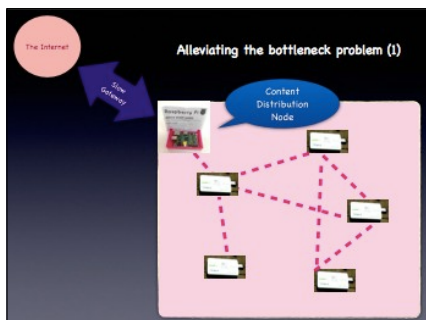 The Internet
Alleviating the bottleneck problem (1)
Slow
Gateway
Content
Distribution
Node
Raspberry Pi